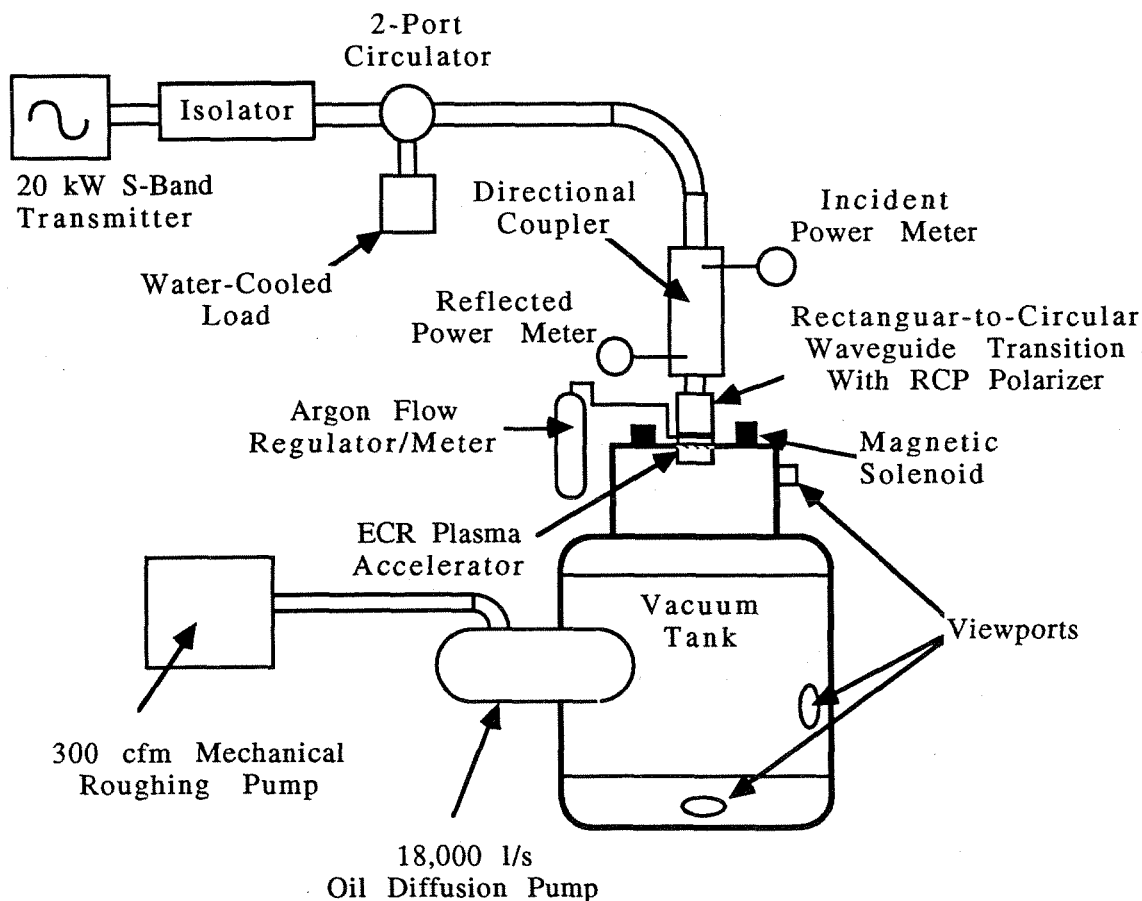 2-Port
Circulator
Isolator
20 kW S-Band
Transmitter
Directional
Coupler
Incident
Power Meter
Water-Cooled
Load
Reflected
Power Meter
Rectanguar-to-Circular
Waveguide Transition
With RCP Polarizer
Argon Flow
Regulator/Meter
Magnetic
Solenoid
ECR Plasma
Accelerator
Vacuum
Tank
Viewports
300 cfm Mechanical
Roughing Pump
18,000 l/s
Oil Diffusion Pump